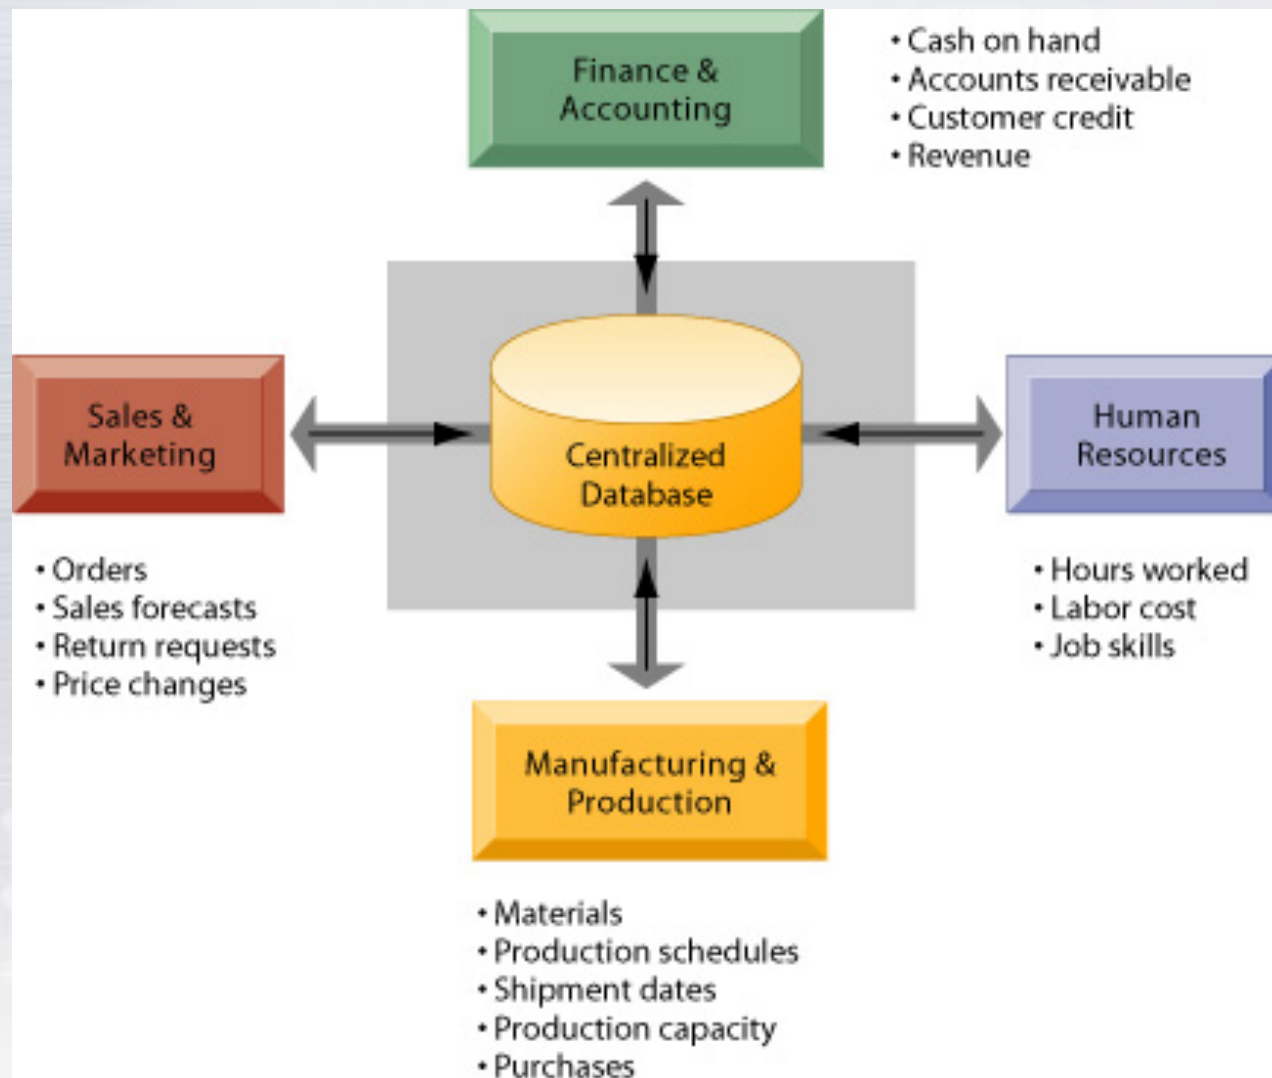 Finance &
Accounting
• Cash on hand
• Accounts receivable
• Customer credit
• Revenue
Sales &
Marketing
• Orders
• Sales forecasts
• Return requests
• Price changes
Centralized
Database
Human
Resources
• Hours worked
• Labor cost
• Job skills
Manufacturing &
Production
• Materials
• Production schedules
• Shipment dates
• Production capacity
• Purchases